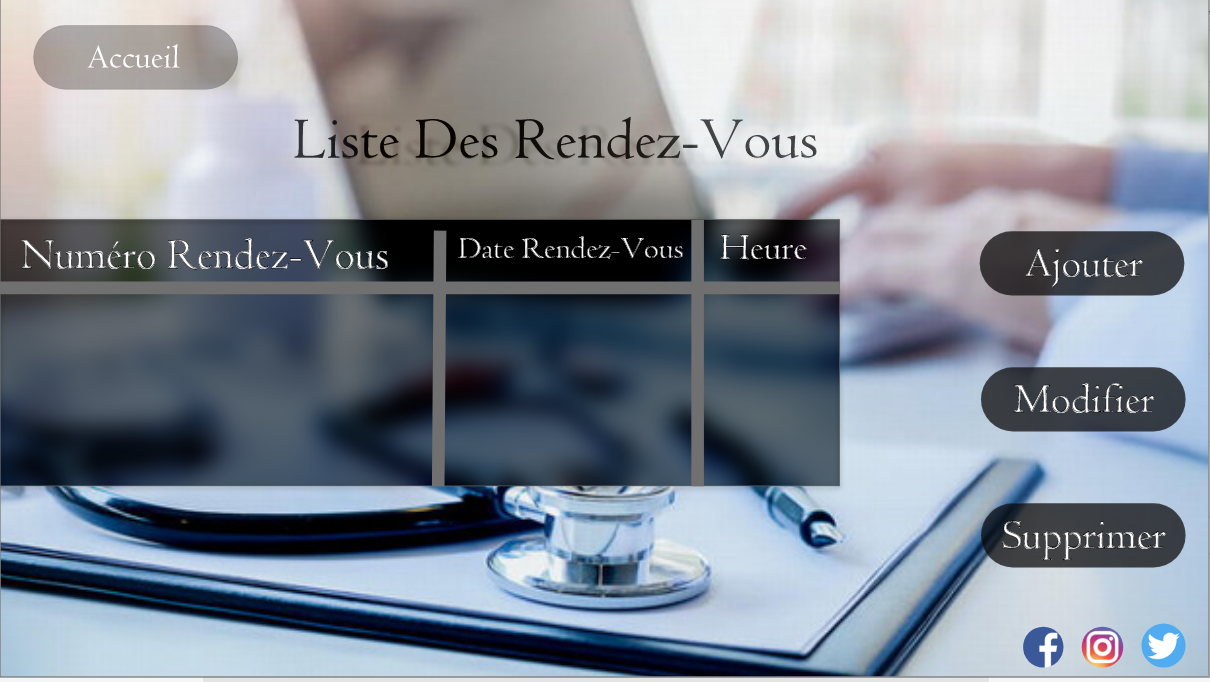 Accueil
Liste Des Rendez-Vous
Numéro Rendez-Vous
Date Rendez-Vous
Heure
Ajouter
Modifier
Supprimer